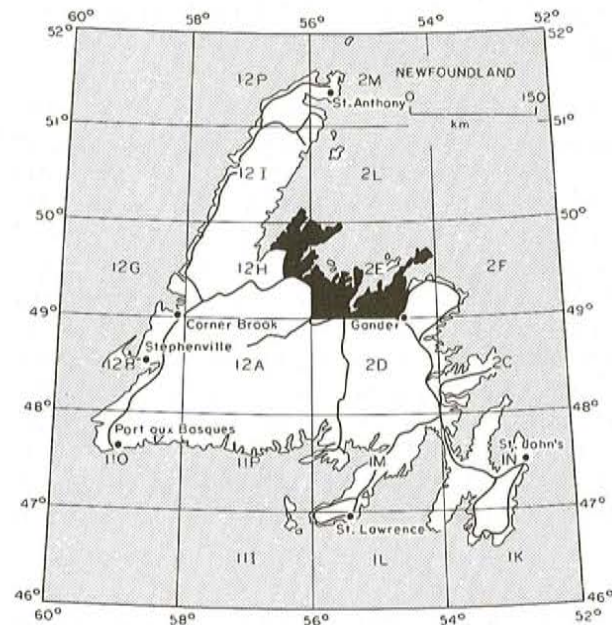 60° 58° 56° 54° 52°
52° 52°
12P 2M NEWFOUNDLAND
0 150
St. Anthony
km
51° 51°
12I 2L
50° 50°
12G 12H 2E 2F
49° 49°
Corner Brook Gander
Stephenville
12B 12A 2D 2C
48° 48°
Port aux Basques St. John's
11O 11P 1M 1N
47° 47°
St. Lawrence
11I 1L 1K
46° 46°
60° 58° 56° 54° 52°